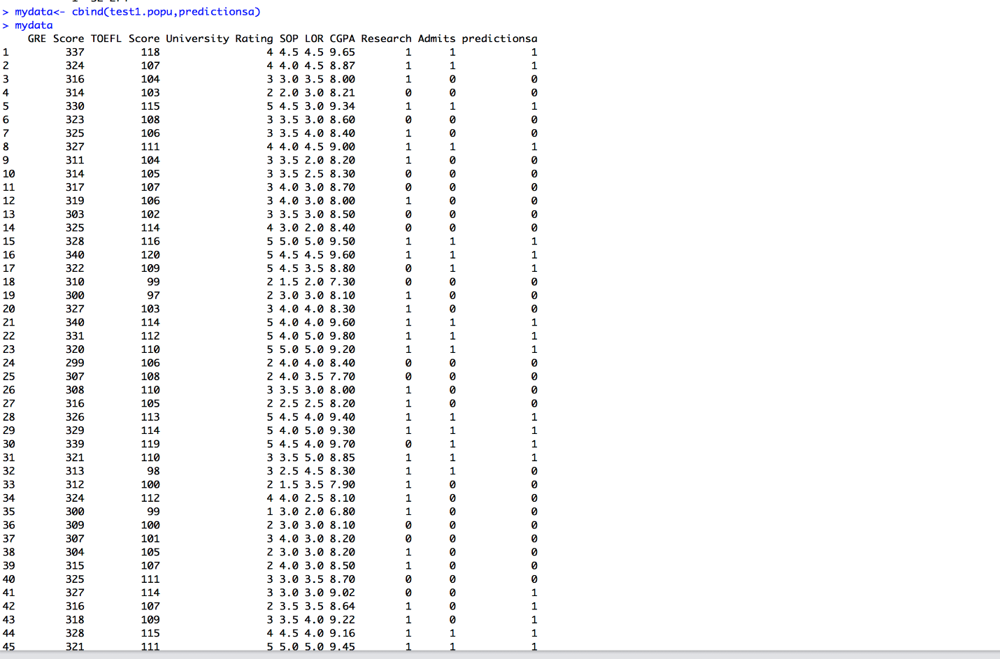 > mydata<- cbind(test1.popu,predictionsa)
> mydata
GRE Score TOEFL Score University Rating SOP LOR CGPA Research Admits predictionsa
1 337 118 4 4.5 4.5 9.65 1 1 1
2 324 107 4 4.0 4.5 8.87 1 1 1
3 316 104 3 3.0 3.5 8.00 1 0 0
4 314 103 2 2.0 3.0 8.21 0 0 0
5 330 115 5 4.5 3.0 9.34 1 1 1
6 323 108 3 3.5 3.0 8.60 0 0 0
7 325 106 3 3.5 4.0 8.40 1 0 0
8 327 111 4 4.0 4.5 9.00 1 1 1
9 311 104 3 3.5 2.0 8.20 1 0 0
10 314 105 3 3.5 2.5 8.30 0 0 0
11 317 107 3 4.0 3.0 8.70 0 0 0
12 319 106 3 4.0 3.0 8.00 1 0 0
13 303 102 3 3.5 3.0 8.50 0 0 0
14 325 114 4 3.0 2.0 8.40 0 0 0
15 328 116 5 5.0 5.0 9.50 1 1 1
16 340 120 5 4.5 4.5 9.60 1 1 1
17 322 109 5 4.5 3.5 8.80 0 1 1
18 310 99 2 1.5 2.0 7.30 0 0 0
19 300 97 2 3.0 3.0 8.10 1 0 0
20 327 103 3 4.0 4.0 8.30 1 0 0
21 340 114 5 4.0 4.0 9.60 1 1 1
22 331 112 5 4.0 5.0 9.80 1 1 1
23 320 110 5 5.0 5.0 9.20 1 1 1
24 299 106 2 4.0 4.0 8.40 0 0 0
25 307 108 2 4.0 3.5 7.70 0 0 0
26 308 110 3 3.5 3.0 8.00 1 0 0
27 316 105 2 2.5 2.5 8.20 1 0 0
28 326 113 5 4.5 4.0 9.40 1 1 1
29 329 114 5 4.0 5.0 9.30 1 1 1
30 339 119 5 4.5 4.0 9.70 0 1 1
31 321 110 3 3.5 5.0 8.85 1 1 1
32 313 98 3 2.5 4.5 8.30 1 1 0
33 312 100 2 1.5 3.5 7.90 1 0 0
34 324 112 4 4.0 2.5 8.10 1 0 0
35 300 99 1 3.0 2.0 6.80 1 0 0
36 309 100 2 3.0 3.0 8.10 0 0 0
37 307 101 3 4.0 3.0 8.20 0 0 0
38 304 105 2 3.0 3.0 8.20 1 0 0
39 315 107 2 4.0 3.0 8.50 1 0 0
40 325 111 3 3.0 3.5 8.70 0 0 0
41 327 114 3 3.0 3.0 9.02 0 0 1
42 316 107 2 3.5 3.5 8.64 1 0 1
43 318 109 3 3.5 4.0 9.22 1 0 1
44 328 115 4 4.5 4.0 9.16 1 1 1
45 321 111 5 5.0 5.0 9.45 1 1 1